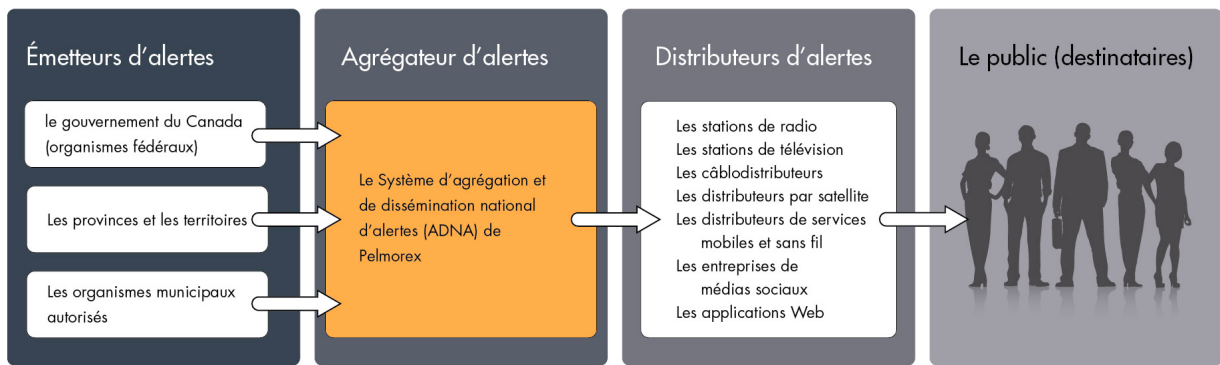 Émetteurs d'alertes
le gouvernement du Canada
(organismes fédéraux)
Les provinces et les territoires
Les organismes municipaux
autorisés
Agrégateur d'alertes
Le Système d'agrégation et
de dissémination national
d'alertes (ADNA) de
Pelmorex
Distributeurs d'alertes
Les stations de radio
Les stations de télévision
Les câblodistributeurs
Les distributeurs par satellite
Les distributeurs de services
mobiles et sans fil
Les entreprises de
médias sociaux
Les applications Web
Le public (destinataires)